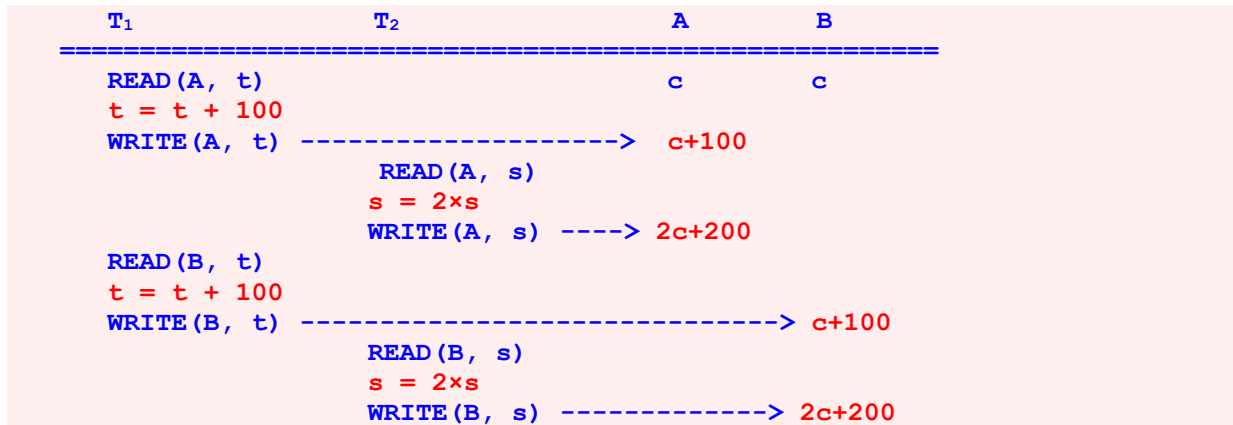 T₁ T₂ A B
=======================================================
READ(A, t) c c
t = t + 100
WRITE(A, t) --------------------> c+100
READ(A, s)
s = 2×s
WRITE(A, s) ----> 2c+200
READ(B, t)
t = t + 100
WRITE(B, t) ------------------------------> c+100
READ(B, s)
s = 2×s
WRITE(B, s) -------------> 2c+200